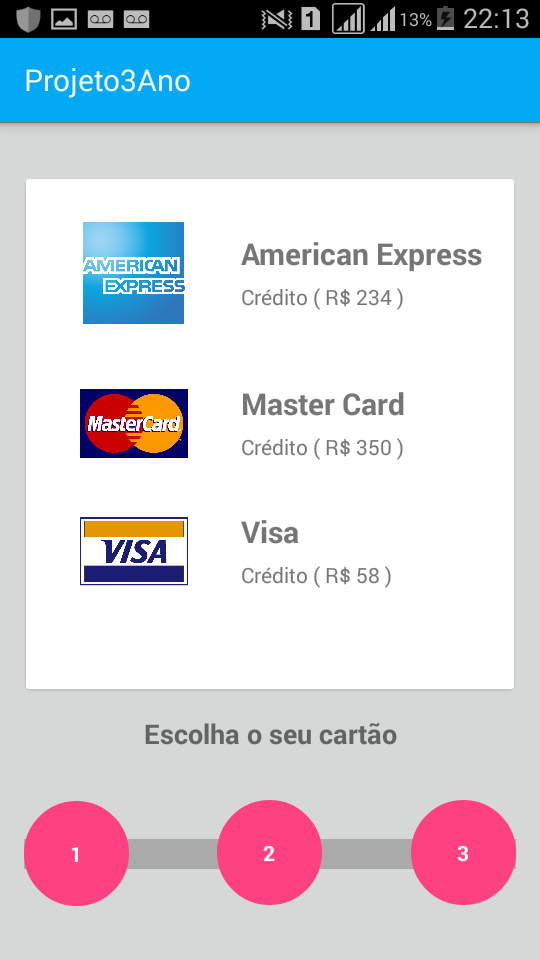 1 13% 22:13
Projeto3Ano
AMERICAN
EXPRESS
American Express
Crédito ( R$ 234 )
MasterCard
Master Card
Crédito ( R$ 350 )
VISA
Visa
Crédito ( R$ 58 )
Escolha o seu cartão
1 2 3